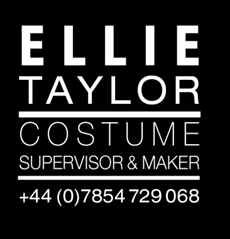 ELLIE
TAYLOR
COSTUME
SUPERVISOR & MAKER
+44 (0)7854 729 068